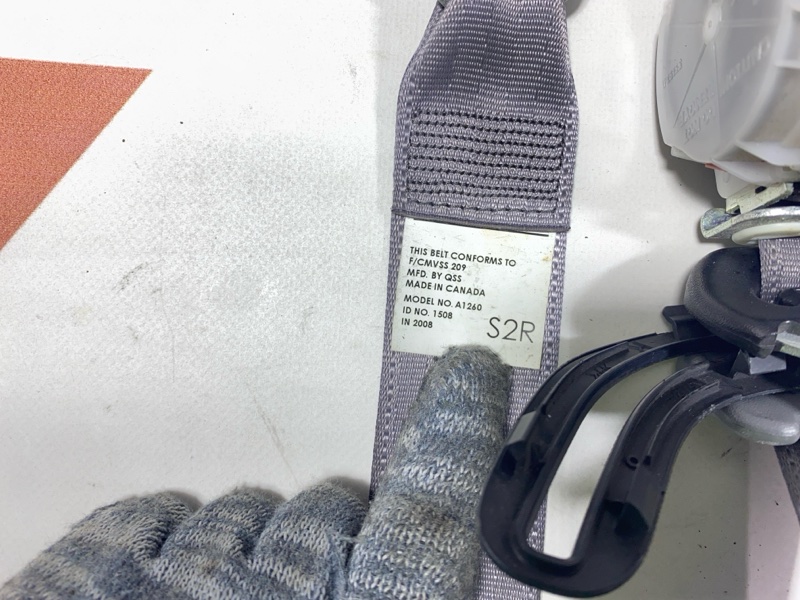 THIS BELT CONFORMS TO
F/CMVSS 209
MFD. BY QSS
MADE IN CANADA
MODEL NO. A1260
ID NO. 1508
IN 2008
S2R